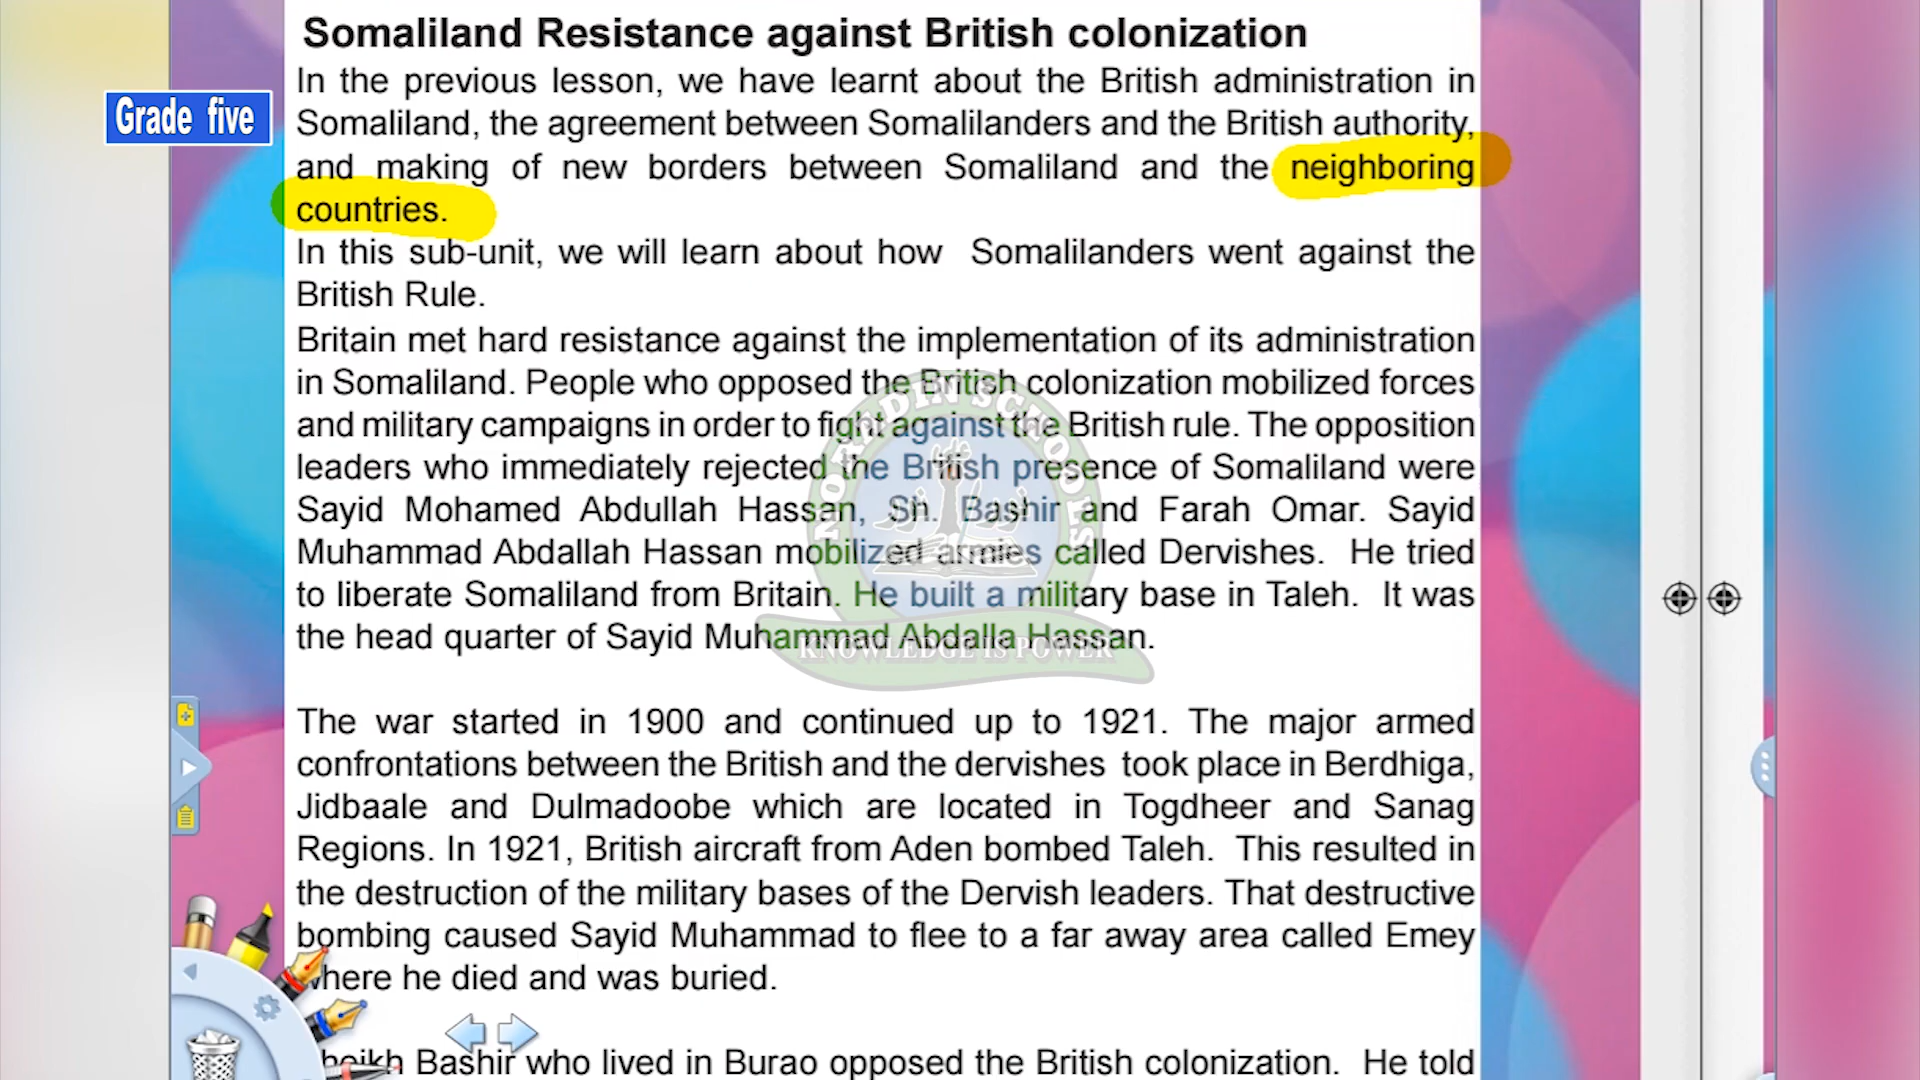 Somaliland Resistance against British colonization
In the previous lesson, we have learnt about the British administration in
Grade five
Somaliland, the agreement between Somalilanders and the British authority,
and making of new borders between Somaliland and the neighboring
countries.
In this sub-unit, we will learn about how Somalilanders went against the
British Rule.
Britain met hard resistance against the implementation of its administration
in Somaliland. People who opposed the British colonization mobilized forces
and military campaigns in order to fight against the British rule. The opposition
leaders who immediately rejected the British presence of Somaliland were
Sayid Mohamed Abdullah Hassan, Sh. Bashir and Farah Omar. Sayid
Muhammad Abdallah Hassan mobilized armies called Dervishes. He tried
to liberate Somaliland from Britain. He built a military base in Taleh. It was
the head quarter of Sayid Muhammad Abdalla Hassan.
NORADIN SCHOOLS
KNOWLEDGE IS POWER
The war started in 1900 and continued up to 1921. The major armed
confrontations between the British and the dervishes took place in Berdhiga,
Jidbaale and Dulmadoobe which are located in Togdheer and Sanag
Regions. In 1921, British aircraft from Aden bombed Taleh. This resulted in
the destruction of the military bases of the Dervish leaders. That destructive
bombing caused Sayid Muhammad to flee to a far away area called Emey
where he died and was buried.
Sheikh Bashir who lived in Burao opposed the British colonization. He told